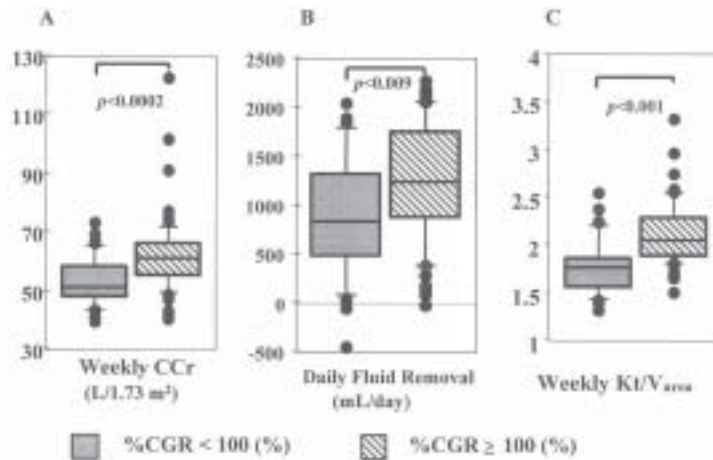 A
B
C
130
110
90
70
50
30
p<0.0002
Weekly CCr
(L/1.73 m²)
2500
2000
1500
1000
500
0
-500
p<0.009
Daily Fluid Removal
(mL/day)
4
3.5
3
2.5
2
1.5
1
p<0.001
Weekly Kt/Vurea
%CGR < 100 (%)
%CGR ≥ 100 (%)